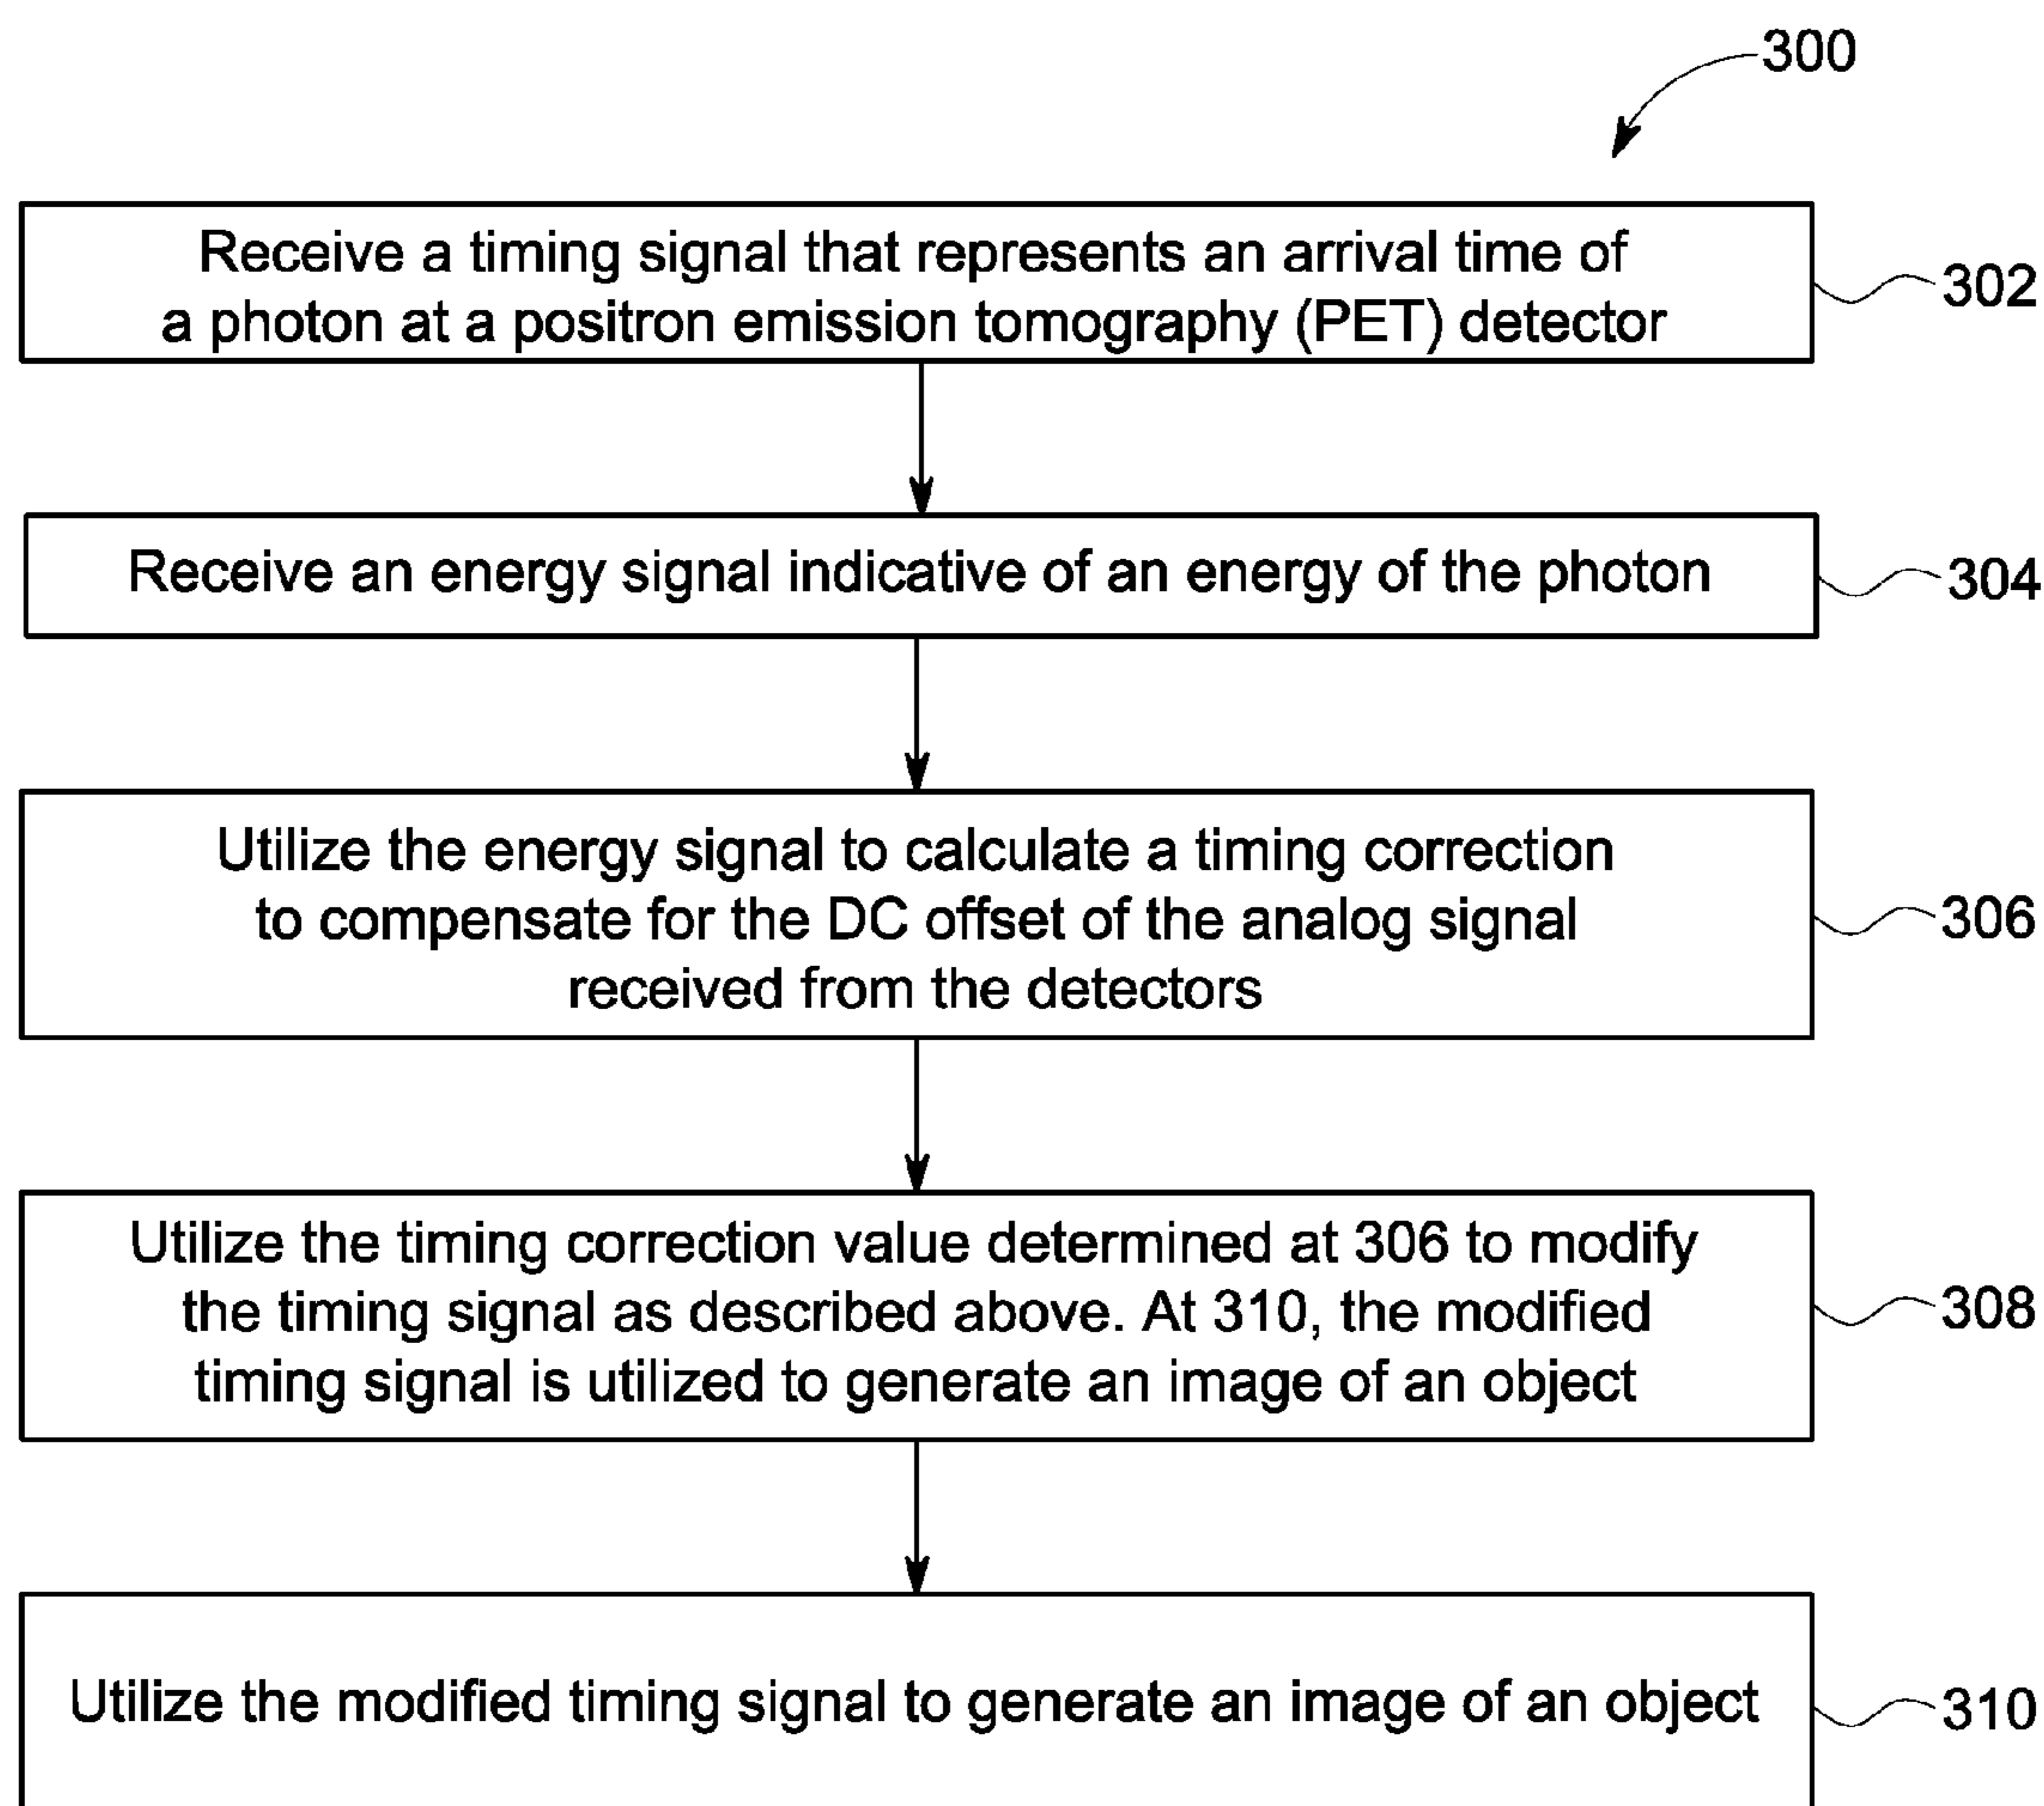 300
Receive a timing signal that represents an arrival time of
a photon at a positron emission tomography (PET) detector
302
Receive an energy signal indicative of an energy of the photon
304
Utilize the energy signal to calculate a timing correction
to compensate for the DC offset of the analog signal
received from the detectors
306
Utilize the timing correction value determined at 306 to modify
the timing signal as described above. At 310, the modified
timing signal is utilized to generate an image of an object
308
Utilize the modified timing signal to generate an image of an object
310